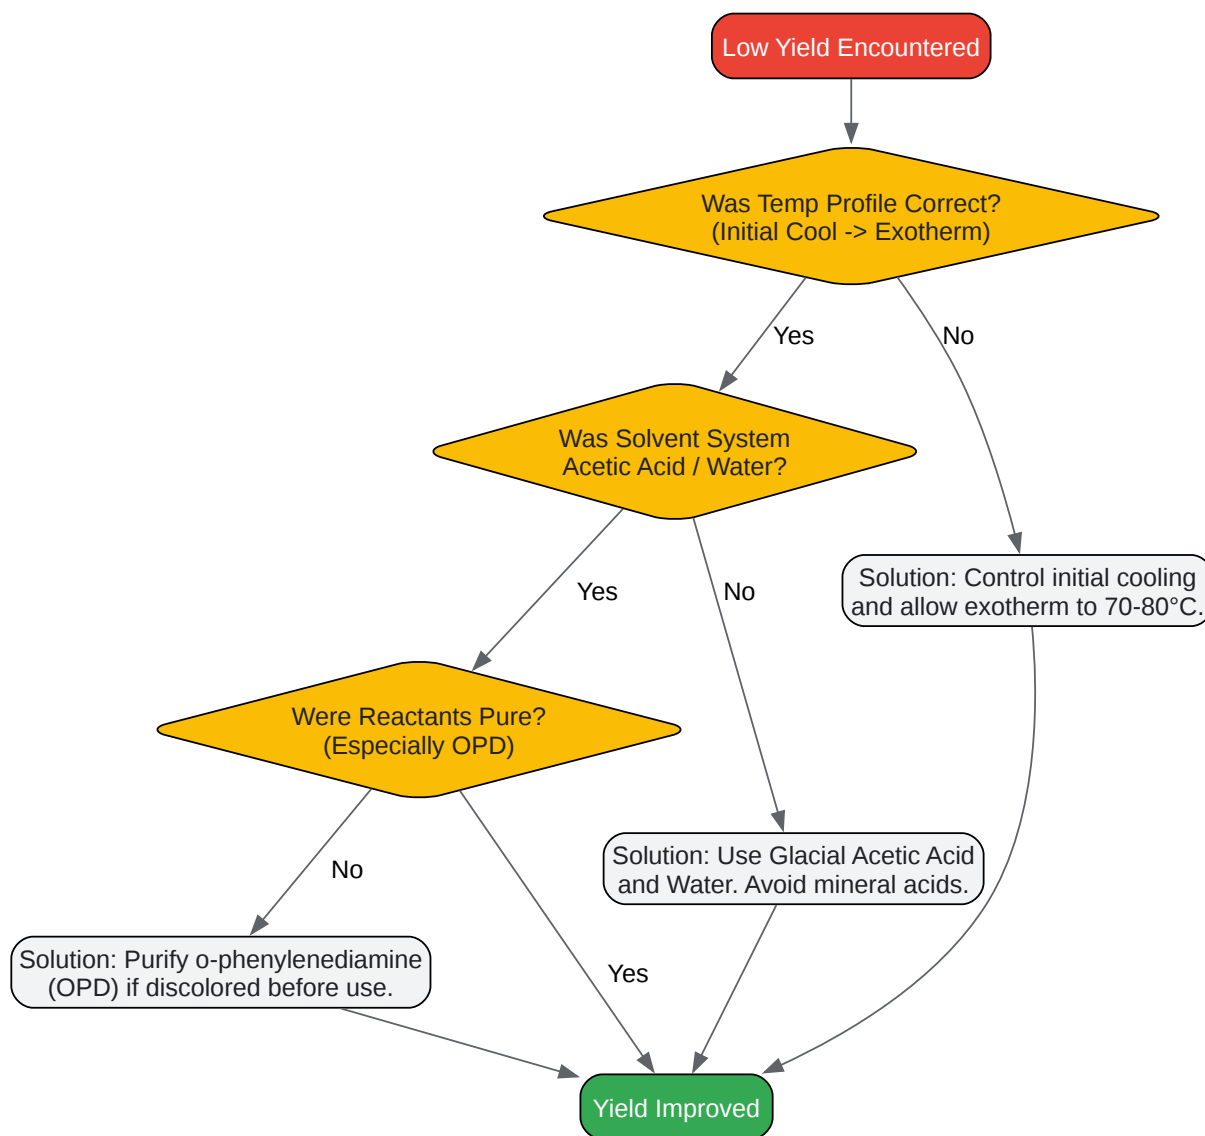 Low Yield Encountered
Was Temp Profile Correct?
(Initial Cool -> Exotherm)
Yes
No
Was Solvent System
Acetic Acid / Water?
Solution: Control initial cooling
and allow exotherm to 70-80°C.
Yes
No
Were Reactants Pure?
(Especially OPD)
Solution: Use Glacial Acetic Acid
and Water. Avoid mineral acids.
No
Yes
Solution: Purify o-phenylenediamine
(OPD) if discolored before use.
Yield Improved